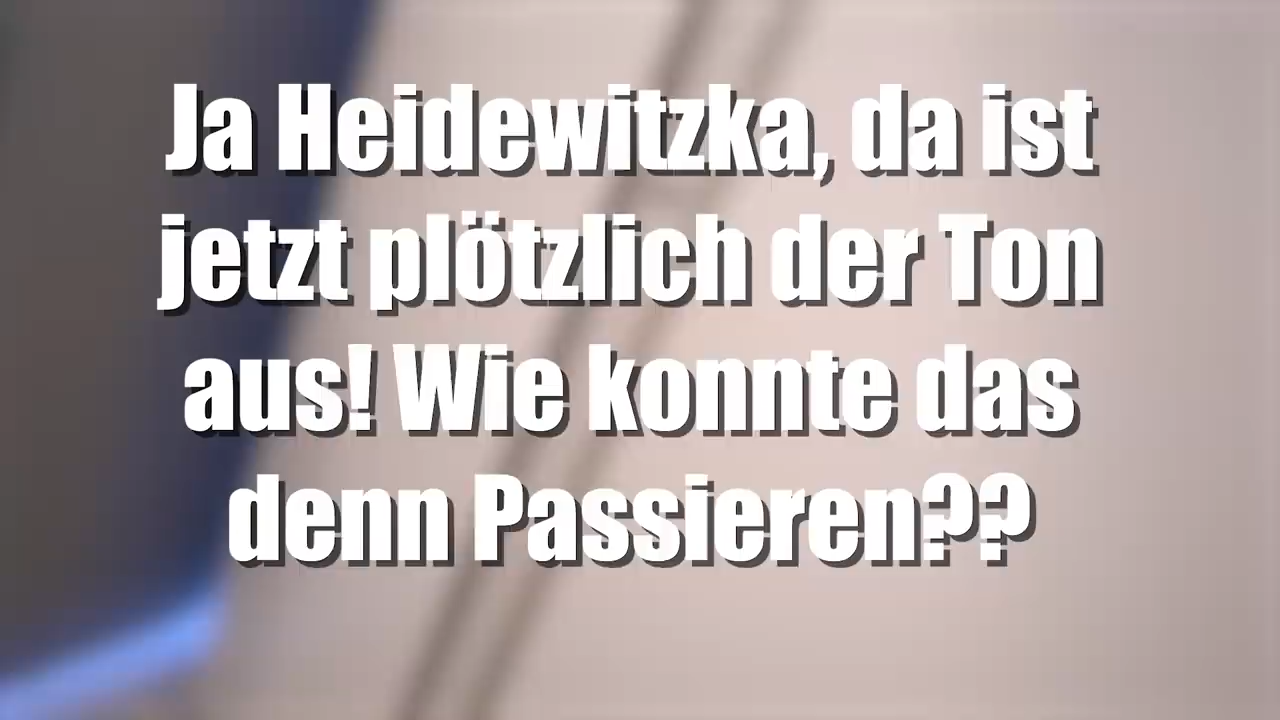 Ja Heidewitzka, da ist
jetzt plötzlich der Ton
aus! Wie konnte das
denn Passieren??